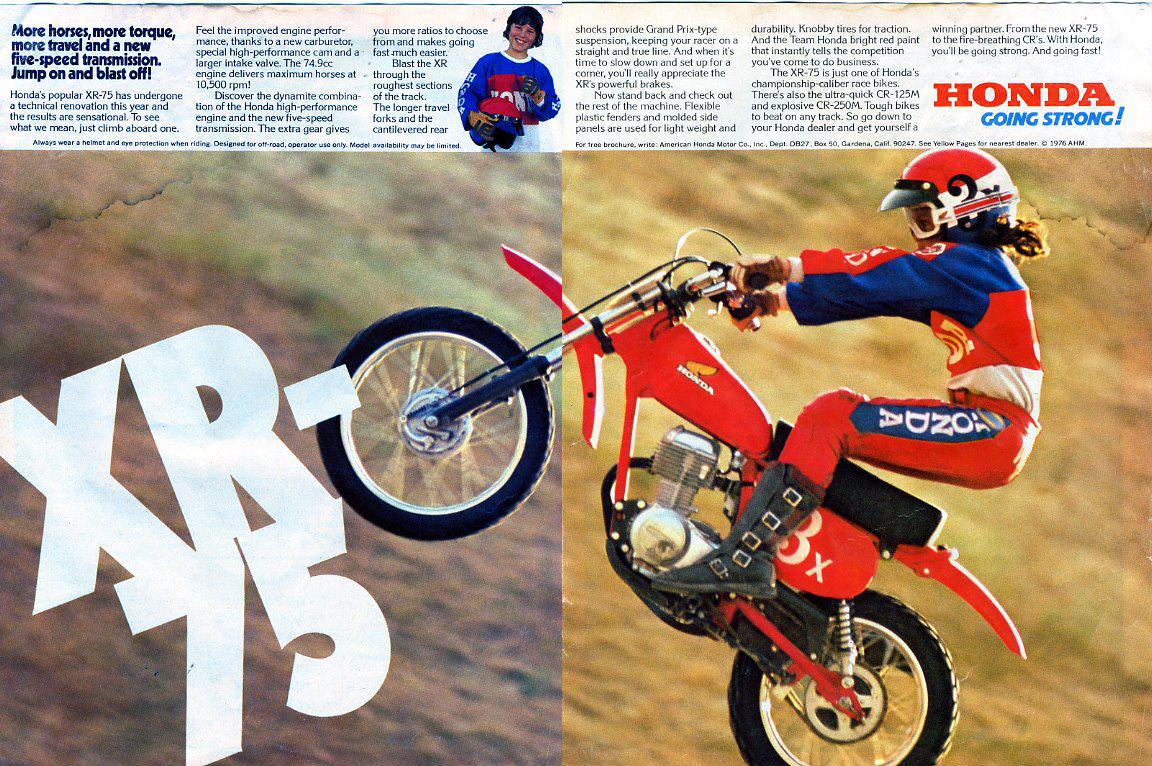 More horses, more torque,
more travel and a new
five-speed transmission.
Jump on and blast off!
Honda's popular XR-75 has undergone
a technical renovation this year and
the results are sensational. To see
what we mean, just climb aboard one.
Feel the improved engine perfor-
mance, thanks to a new carburetor,
special high-performance cam and a
larger intake valve. The 74.9cc
engine delivers maximum horses at
10,500 rpm!
Discover the dynamite combina-
tion of the Honda high-performance
engine and the new five-speed
transmission. The extra gear gives
you more ratios to choose
from and makes going
fast much easier.
Blast the XR
through the
roughest sections
of the track.
The longer travel
forks and the
cantilevered rear
shocks provide Grand Prix-type
suspension, keeping your racer on a
straight and true line. And when it's
time to slow down and set up for a
corner, you'll really appreciate the
XR's powerful brakes.
Now stand back and check out
the rest of the machine. Flexible
plastic fenders and molded side
panels are used for light weight and
durability. Knobby tires for traction.
And the Team Honda bright red paint
that instantly tells the competition
you've come to do business.
The XR-75 is just one of Honda's
championship-caliber race bikes.
There's also the ultra-quick CR-125M
and explosive CR-250M. Tough bikes
to beat on any track. So go down to
your Honda dealer and get yourself a
winning partner. From the new XR-75
to the fire-breathing CR's. With Honda,
you'll be going strong. And going fast!
HONDA
GOING STRONG!
Always wear a helmet and eye protection when riding. Designed for off-road, operator use only. Model availability may be limited.
For free brochure, write: American Honda Motor Co., Inc., Dept. DB27, Box 50, Gardena, Calif. 90247. See Yellow Pages for nearest dealer. © 1976 AHM.
XR-
75
HONDA
3x